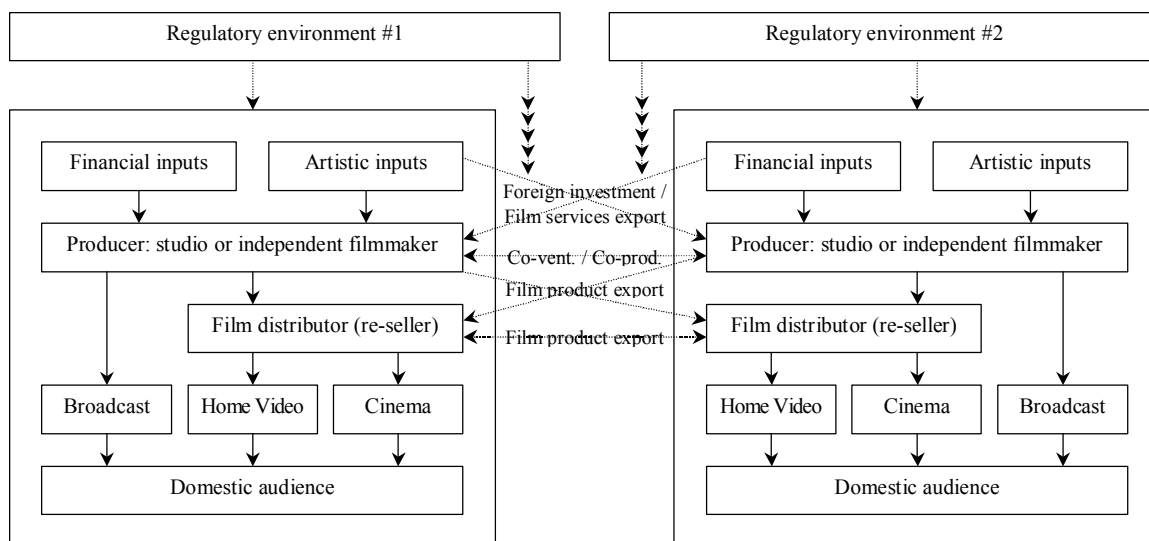 Regulatory environment #1
Regulatory environment #2
Financial inputs
Artistic inputs
Financial inputs
Artistic inputs
Foreign investment /
Film services export
Producer: studio or independent filmmaker
Producer: studio or independent filmmaker
Co-vent. / Co-prod.
Film product export
Film distributor (re-seller)
Film distributor (re-seller)
Film product export
Broadcast
Home Video
Cinema
Home Video
Cinema
Broadcast
Domestic audience
Domestic audience